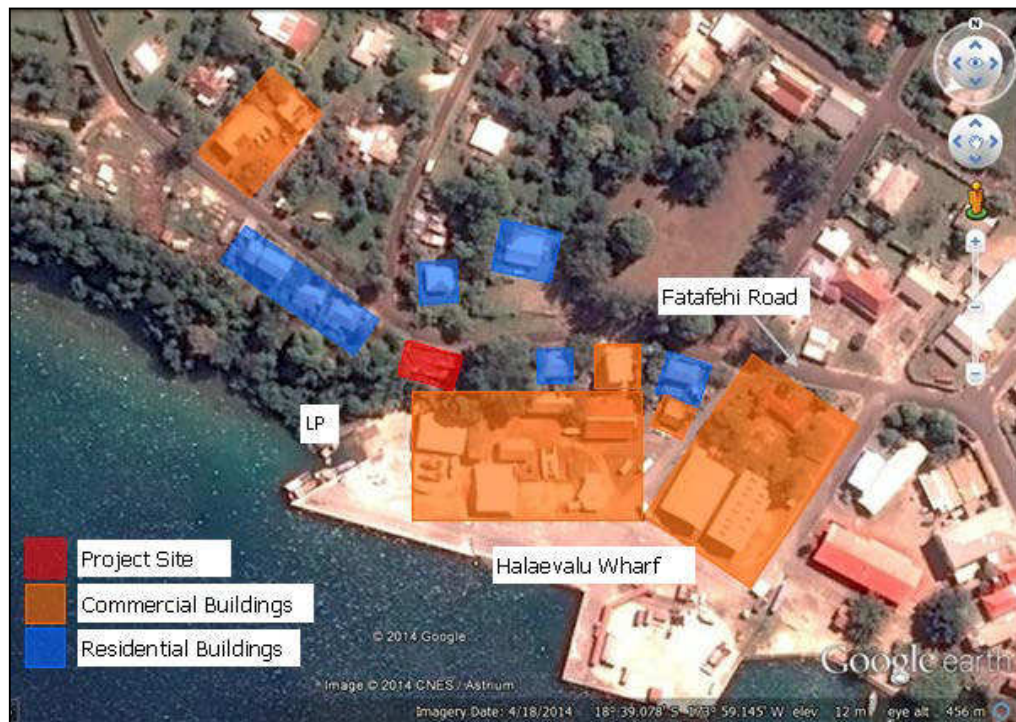 N
Fatafehi Road
LP
Halaevalu Wharf
Project Site
Commercial Buildings
Residential Buildings
© 2014 Google
Image © 2014 CNES / Astrium
Google earth
Imagery Date: 4/18/2014 18° 39.078' S 173° 59.145' W elev 12 m eye alt 456 m